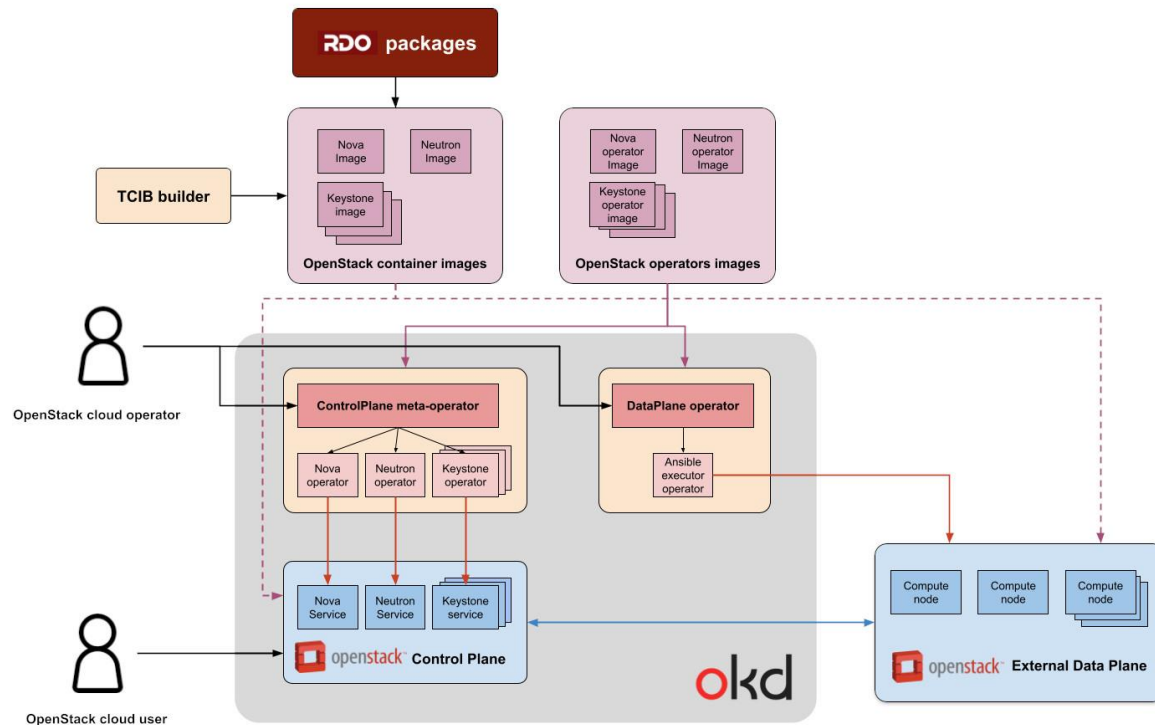 RDO packages
Nova
Image
Neutron
Image
Keystone
image
OpenStack container images
Nova
operator
Image
Neutron
operator
Image
Keystone
operator
image
OpenStack operators images
TCIB builder
OpenStack cloud operator
ControlPlane meta-operator
Nova
operator
Neutron
operator
Keystone
operator
DataPlane operator
Ansible
executor
operator
Nova
Service
Neutron
Service
Keystone
service
openstack™ Control Plane
okd
Compute
node
Compute
node
Compute
node
openstack™ External Data Plane
OpenStack cloud user